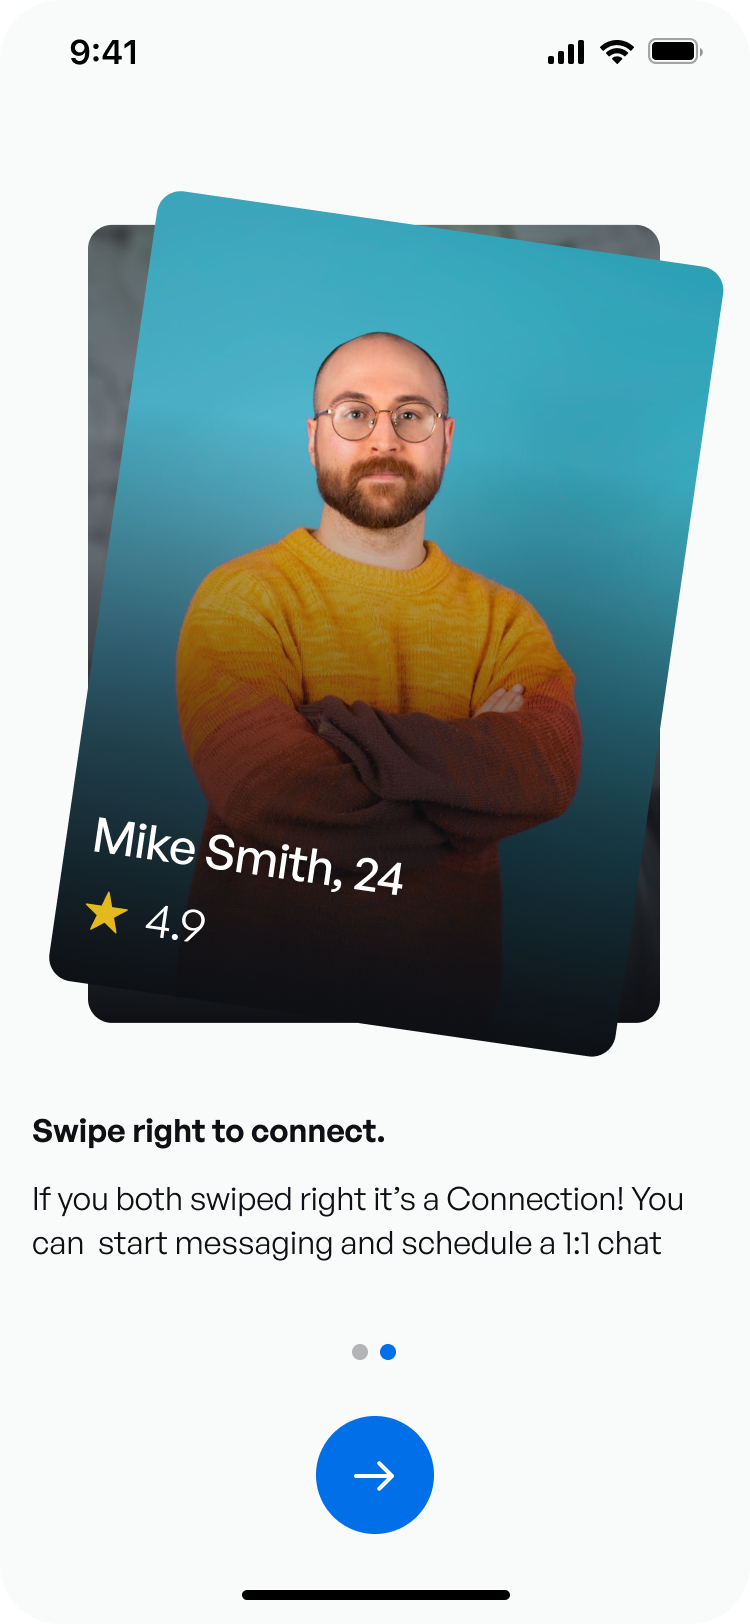 9:41
Mike Smith, 24
4.9
Swipe right to connect.
If you both swiped right it’s a Connection! You
can  start messaging and schedule a 1:1 chat